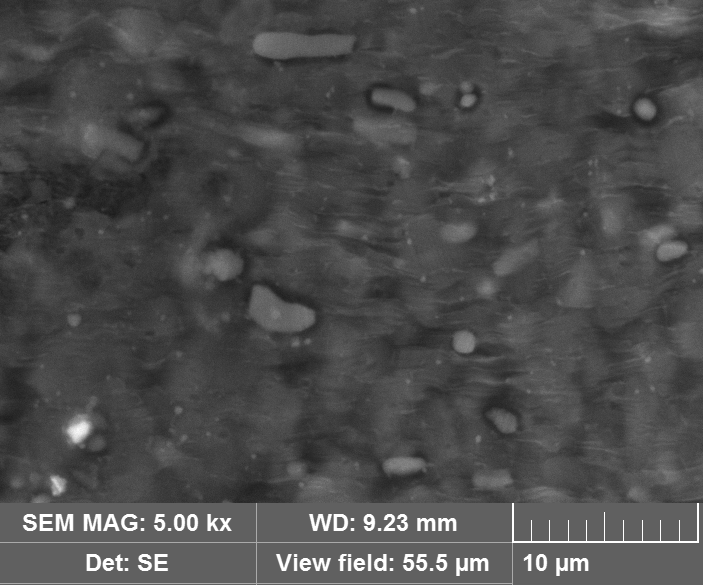 SEM MAG: 5.00 kx
WD: 9.23 mm
Det: SE
View field: 55.5 µm
10 µm